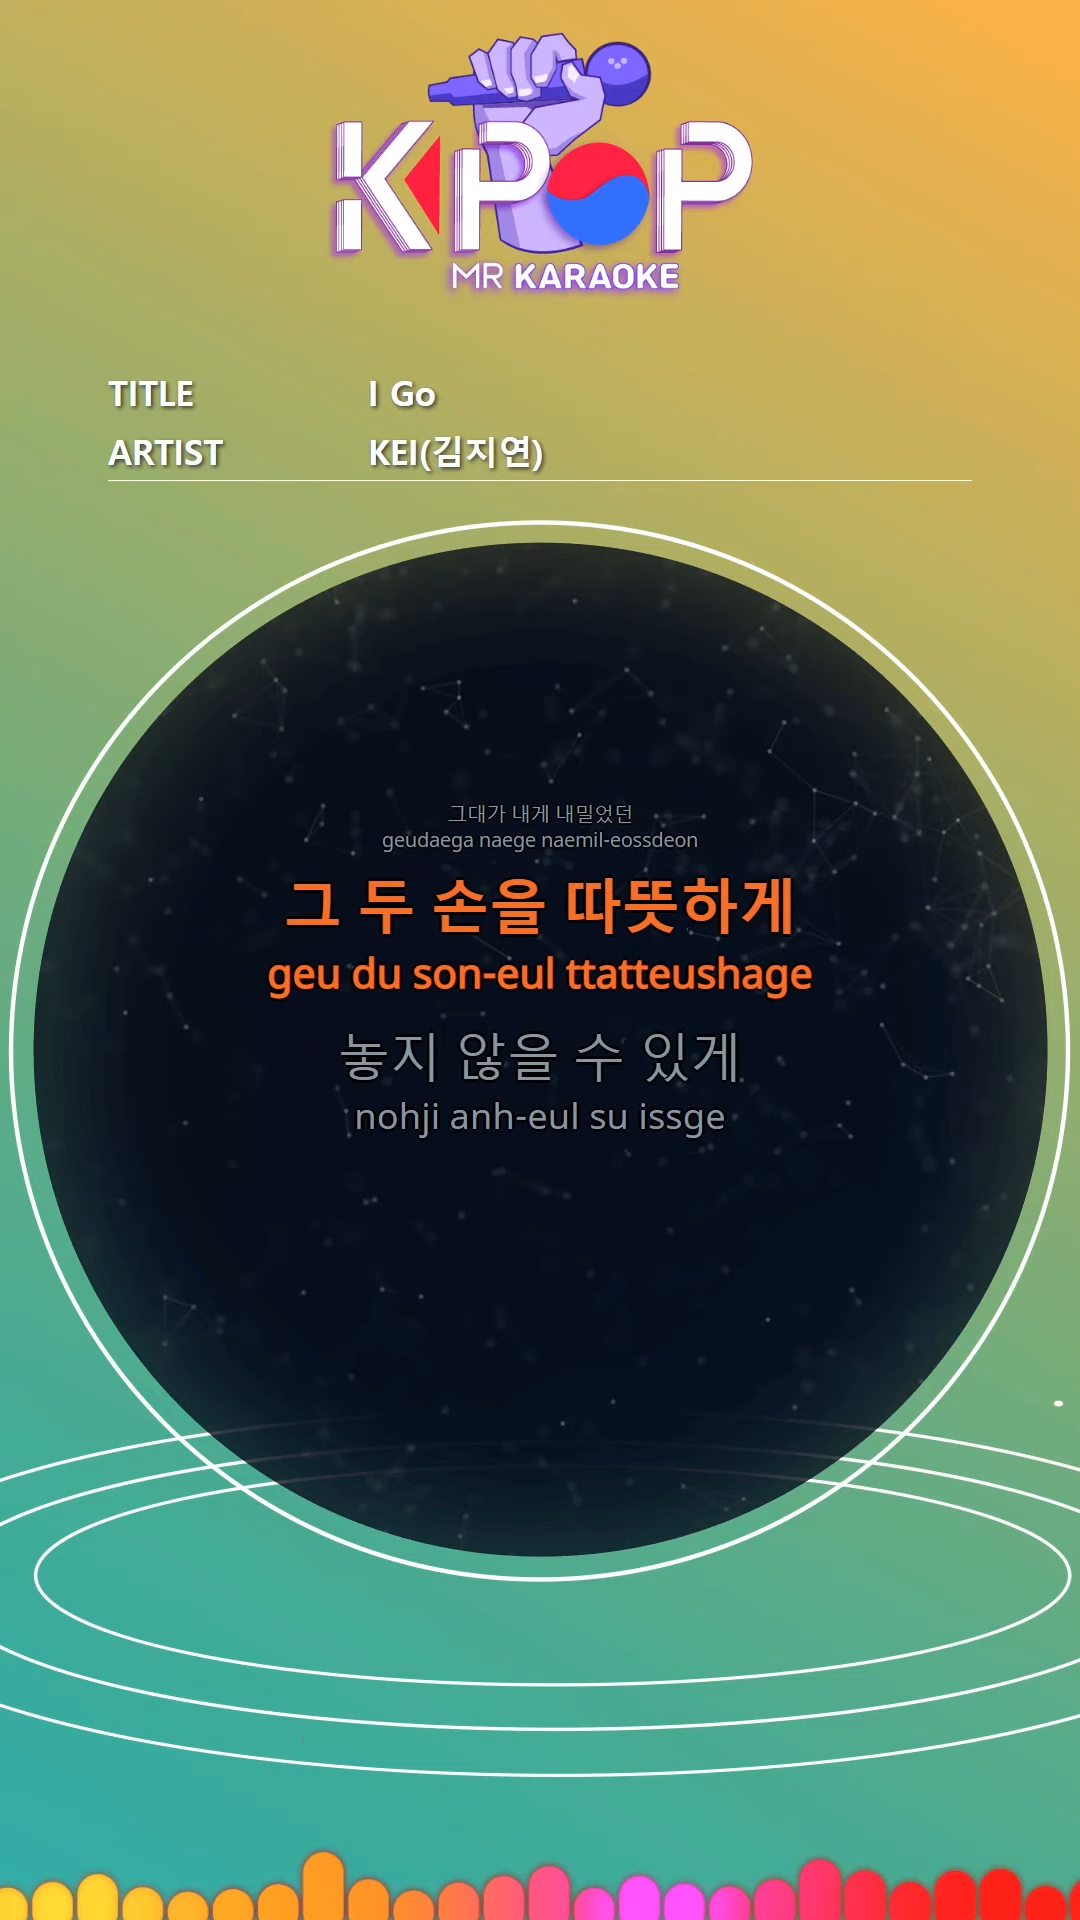 KPOP
MR KARAOKE
TITLE I Go
ARTIST KEI(김지연)
그대가 내게 내밀었던
geudaega naege naemil-eossdeon
그 두 손을 따뜻하게
geu du son-eul ttatteushage
놓지 않을 수 있게
nohji anh-eul su issge